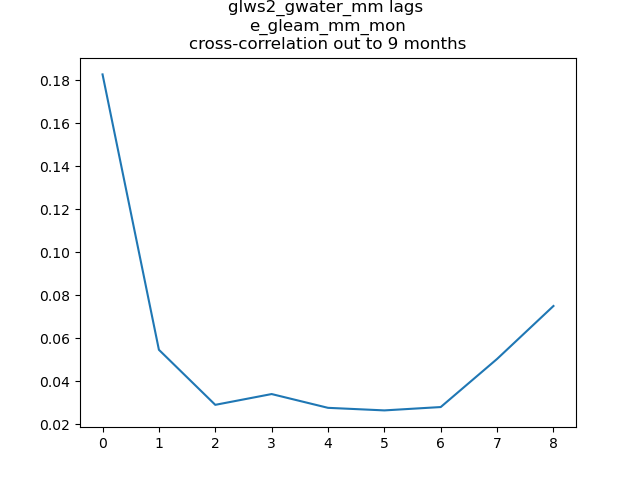 glws2_gwater_mm lags
e_gleam_mm_mon
cross-correlation out to 9 months
0.18
0.16
0.14
0.12
0.10
0.08
0.06
0.04
0.02
0 1 2 3 4 5 6 7 8